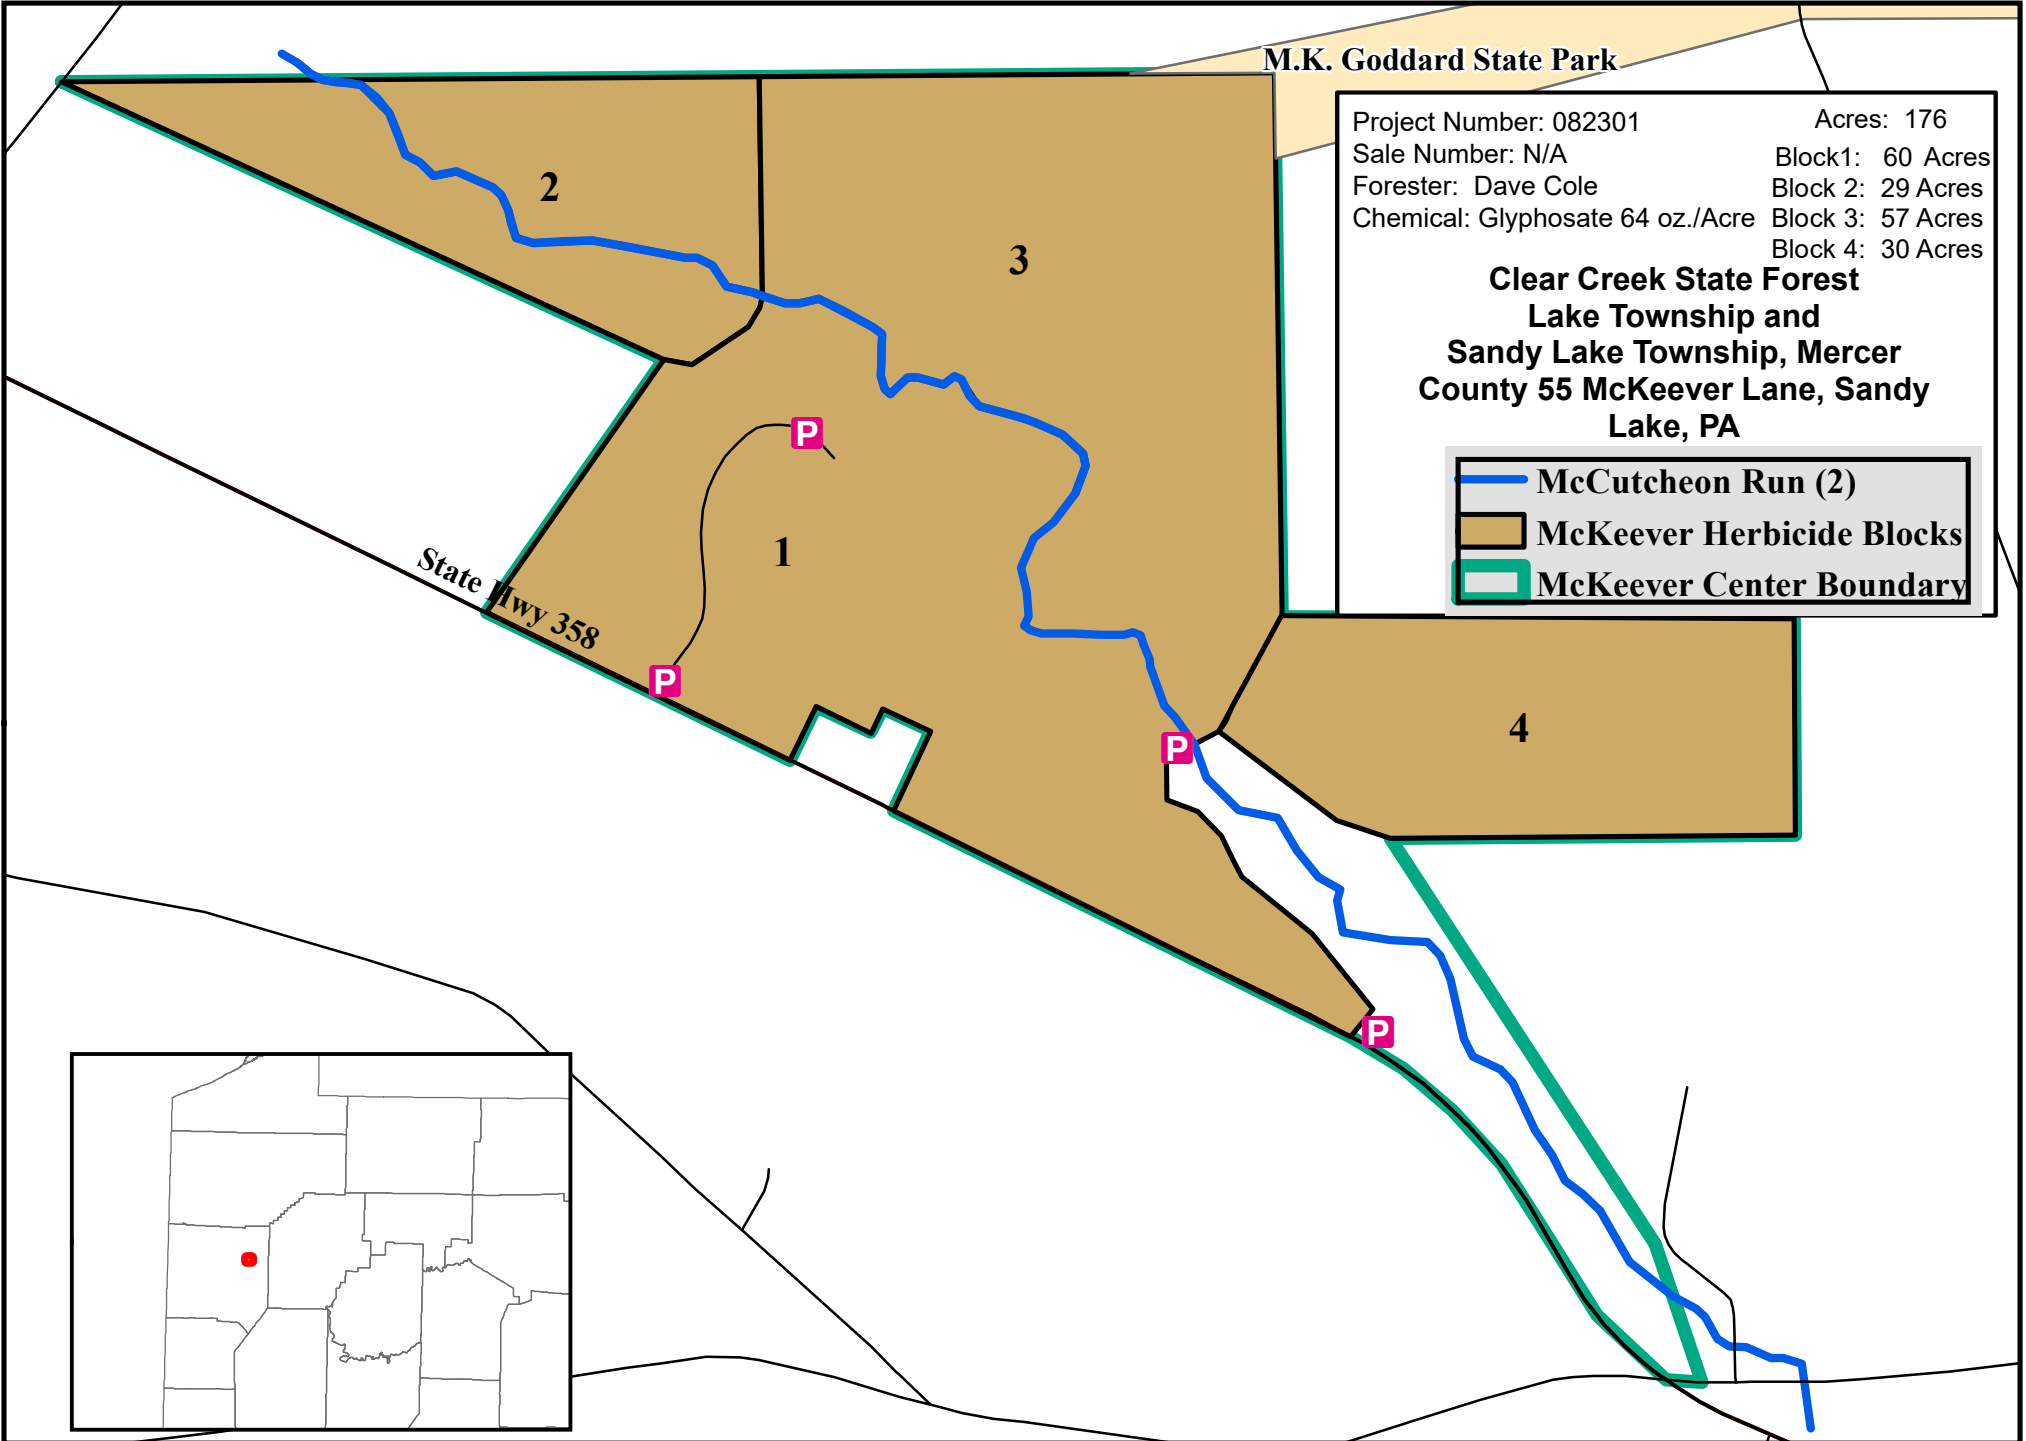 M.K. Goddard State Park
Project Number: 082301
Acres: 176
Sale Number: N/A
Block1: 60 Acres
Forester: Dave Cole
Block 2: 29 Acres
Chemical: Glyphosate 64 oz./Acre
Block 3: 57 Acres
Block 4: 30 Acres
Clear Creek State Forest
Lake Township and
Sandy Lake Township, Mercer
County 55 McKeever Lane, Sandy
Lake, PA
McCutcheon Run (2)
McKeever Herbicide Blocks
McKeever Center Boundary
2
3
P
1
State Hwy 358
P
4
P
P